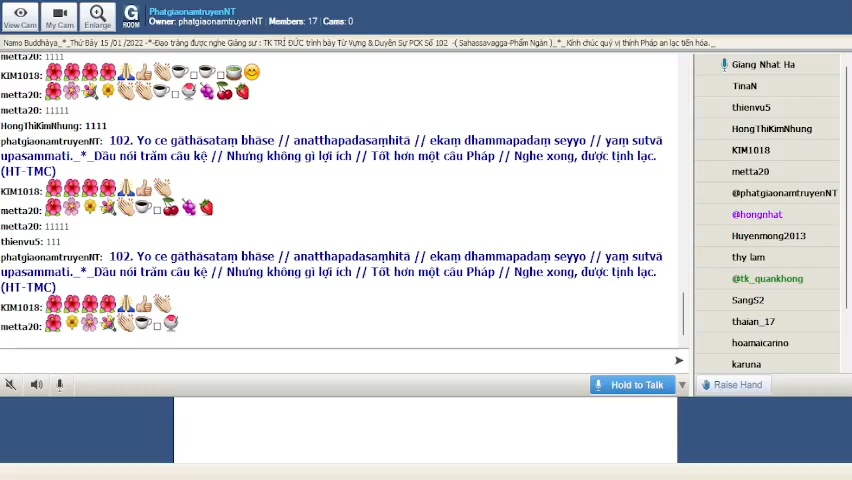 PhatgiaonamtruyenNT
Owner: phatgiaonamtruyenNT | Members: 17 | Cams: 0
View Cam
My Cam
Enlarge
G
ROOM
Namo Buddhāya_*_Thứ Bảy 15 /01 /2022 -*-Đạo tràng được nghe Giảng sư : TK TRÍ ĐỨC trình bày Từ Vựng & Duyên Sự PCK Số 102 -( Sahassavagga-Phẩm Ngàn )_*_Kính chúc quý vị thính Pháp an lạc tiến hóa._
metta20: 1111
KIM1018:
metta20:
metta20: 11111
HongThiKimNhung: 1111
phatgiaonamtruyenNT: 102. Yo ce gāthāsataṃ bhāse // anatthapadasaṃhitā // ekaṃ dhammapadaṃ seyyo // yaṃ sutvā
upasammati._*_Dầu nói trăm câu kệ // Nhưng không gì lợi ích // Tốt hơn một câu Pháp // Nghe xong, được tịnh lạc.
(HT-TMC)
KIM1018:
metta20:
metta20: 11111
thienvu5: 111
phatgiaonamtruyenNT: 102. Yo ce gāthāsataṃ bhāse // anatthapadasaṃhitā // ekaṃ dhammapadaṃ seyyo // yaṃ sutvā
upasammati._*_Dầu nói trăm câu kệ // Nhưng không gì lợi ích // Tốt hơn một câu Pháp // Nghe xong, được tịnh lạc.
(HT-TMC)
KIM1018:
metta20:
Hold to Talk
Giang Nhat Ha
TinaN
thienvu5
HongThiKimNhung
KIM1018
metta20
@phatgiaonamtruyenNT
@hongnhat
Huyenmong2013
thy lam
@tk_quankhong
SangS2
thaian_17
hoamaicarino
karuna
Raise Hand